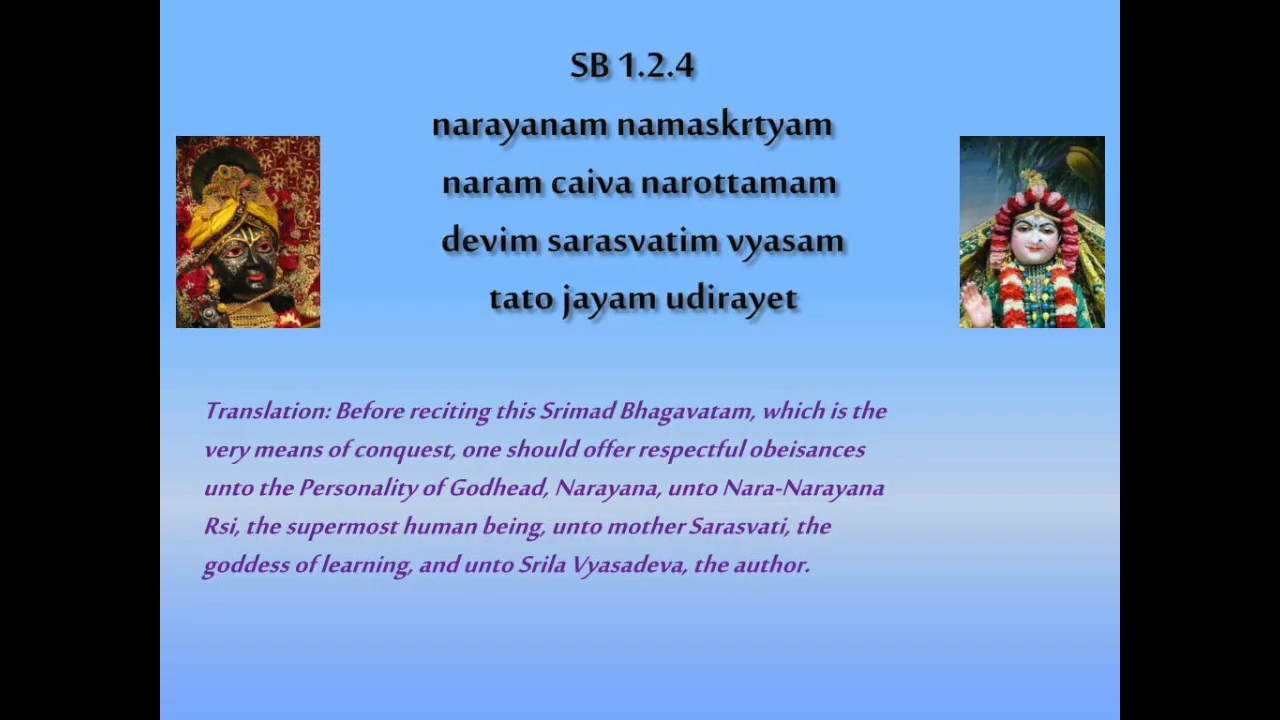 SB 1.2.4
narayanam namaskrtyam
naram caiva narottamam
devim sarasvatim vyasam
tato jayam udirayet
Translation: Before reciting this Srimad Bhagavatam, which is the
very means of conquest, one should offer respectful obeisances
unto the Personality of Godhead, Narayana, unto Nara-Narayana
Rsi, the supermost human being, unto mother Sarasvati, the
goddess of learning, and unto Srila Vyasadeva, the author.